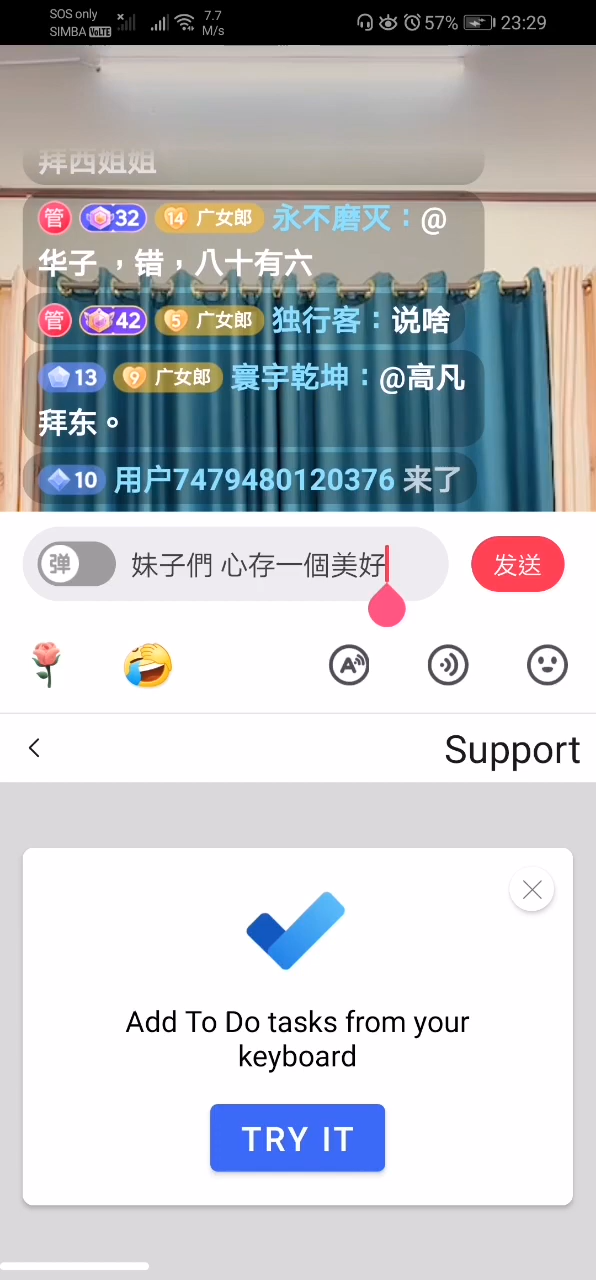 SOS only
SIMBA VoLTE
7.7
M/s
57%
23:29
拜西姐姐
管 32 14 广女郎 永不磨灭：@
华子，错，八十有六
管 42 5 广女郎 独行客：说啥
13 9 广女郎 寰宇乾坤：@高凡
拜东。
10 用户7479480120376 来了
弹 妹子們 心存一個美好
发送
Support
Add To Do tasks from your
keyboard
TRY IT